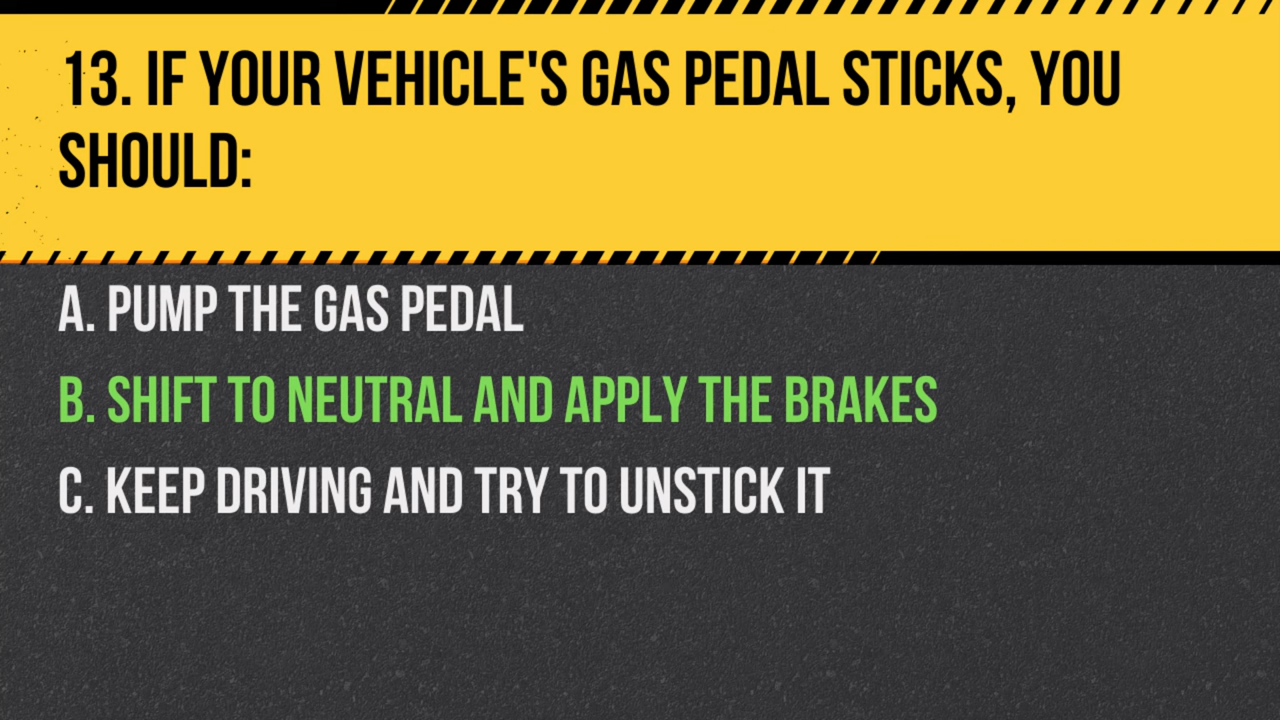 13. IF YOUR VEHICLE'S GAS PEDAL STICKS, YOU
SHOULD:
A. PUMP THE GAS PEDAL
B. SHIFT TO NEUTRAL AND APPLY THE BRAKES
C. KEEP DRIVING AND TRY TO UNSTICK IT